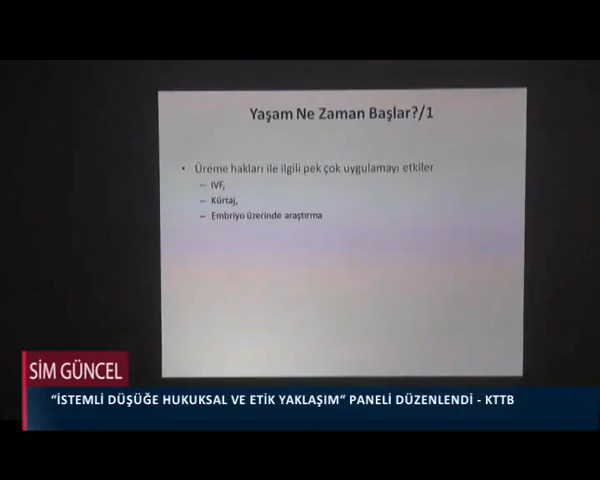 Yaşam Ne Zaman Başlar?/1
• Üreme hakları ile ilgili pek çok uygulamayı etkiler
– IVF,
– Kürtaj,
– Embriyo üzerinde araştırma
SİM GÜNCEL
“İSTEMLİ DÜŞÜĞE HUKUKSAL VE ETİK YAKLAŞIM“ PANELİ DÜZENLENDİ - KTTB